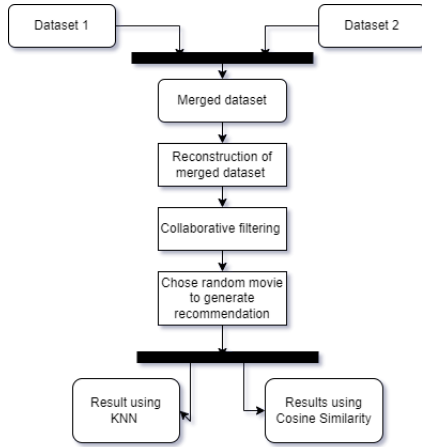 Dataset 1
Dataset 2
Merged dataset
Reconstruction of
merged dataset
Collaborative filtering
Chose random movie
to generate
recommendation
Result using
KNN
Results using
Cosine Similarity